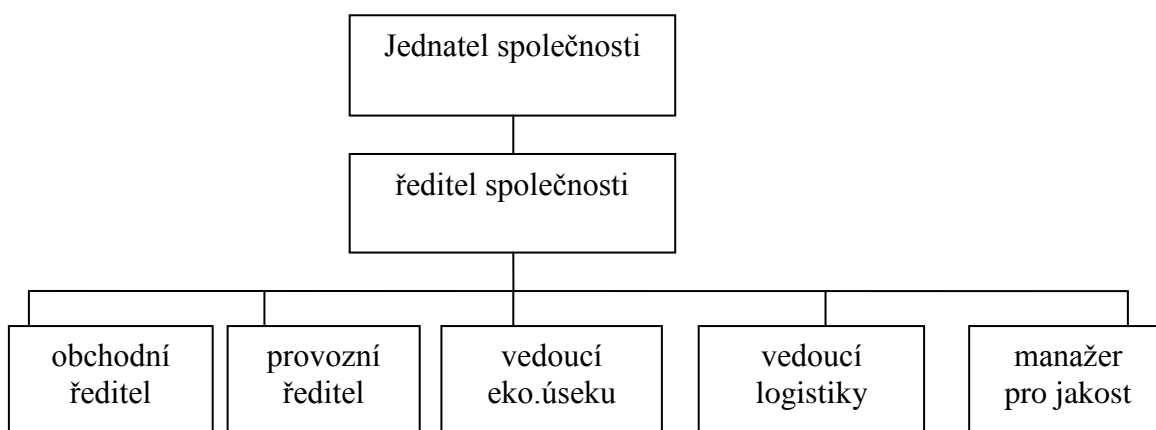 Jednatel společnosti
ředitel společnosti
obchodní
ředitel
provozní
ředitel
vedoucí
eko.úseku
vedoucí
logistiky
manažer
pro jakost